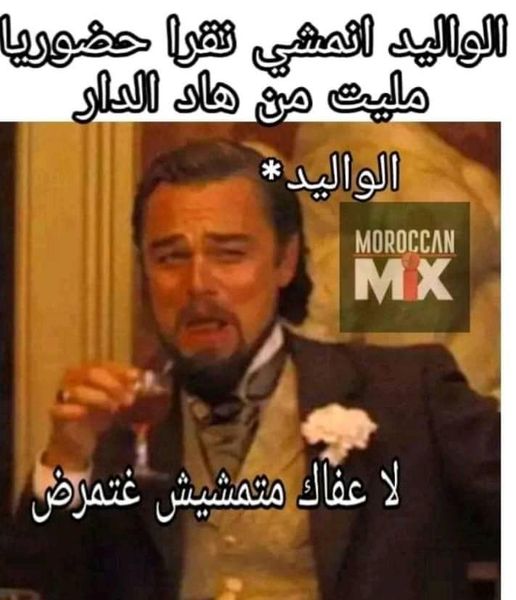 الواليد انمشي نقرا حضوريا
مليت من هاد الدار
الواليد*
MOROCCAN
MIX
لا عفاك متمشيش غتمرض